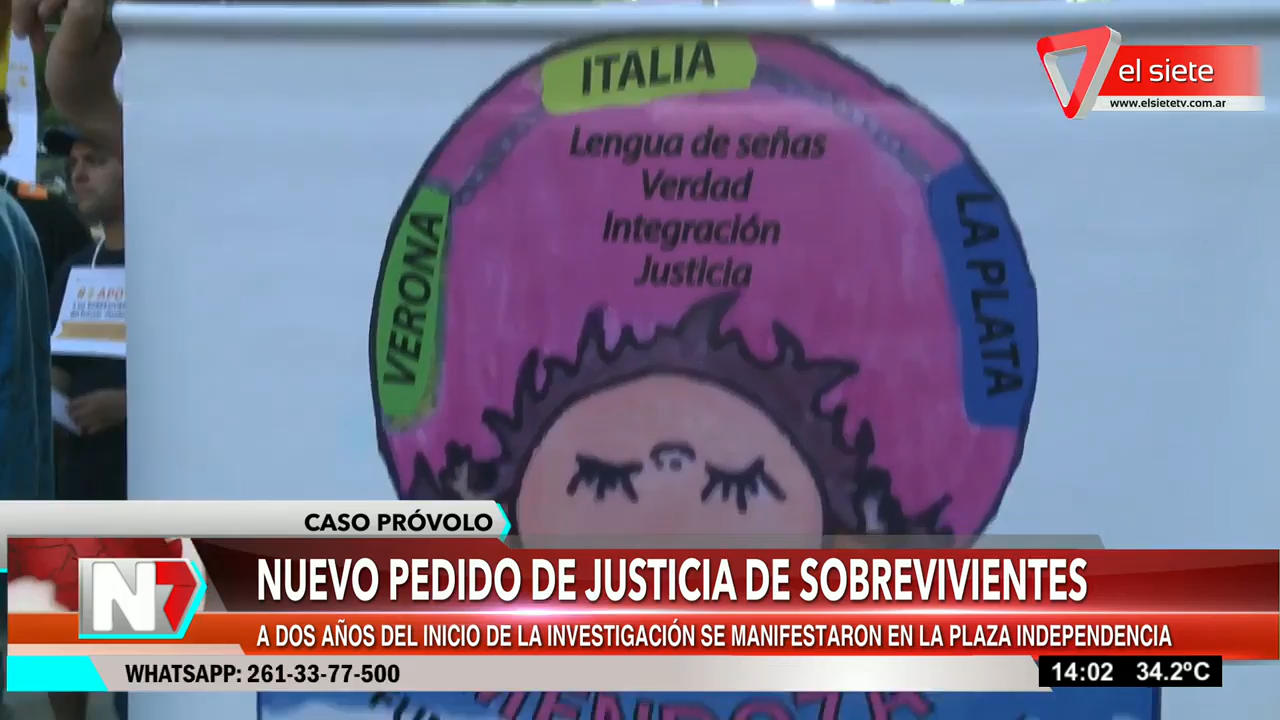 ITALIA
Lengua de señas
Verdad
Integración
Justicia
VERONA
LA PLATA
el siete
www.elsietetv.com.ar
CASO PRÓVOLO
N7
NUEVO PEDIDO DE JUSTICIA DE SOBREVIVIENTES
A DOS AÑOS DEL INICIO DE LA INVESTIGACIÓN SE MANIFESTARON EN LA PLAZA INDEPENDENCIA
WHATSAPP: 261-33-77-500
14:02 34.2°C